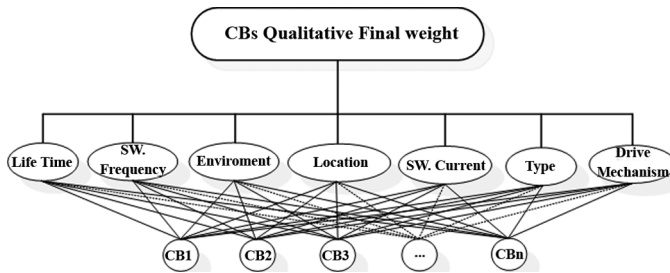 CBs Qualitative Final weight
Life Time
SW.
Frequency
Enviroment
Location
SW. Current
Type
Drive
Mechanism
CB1
CB2
CB3
...
CBn